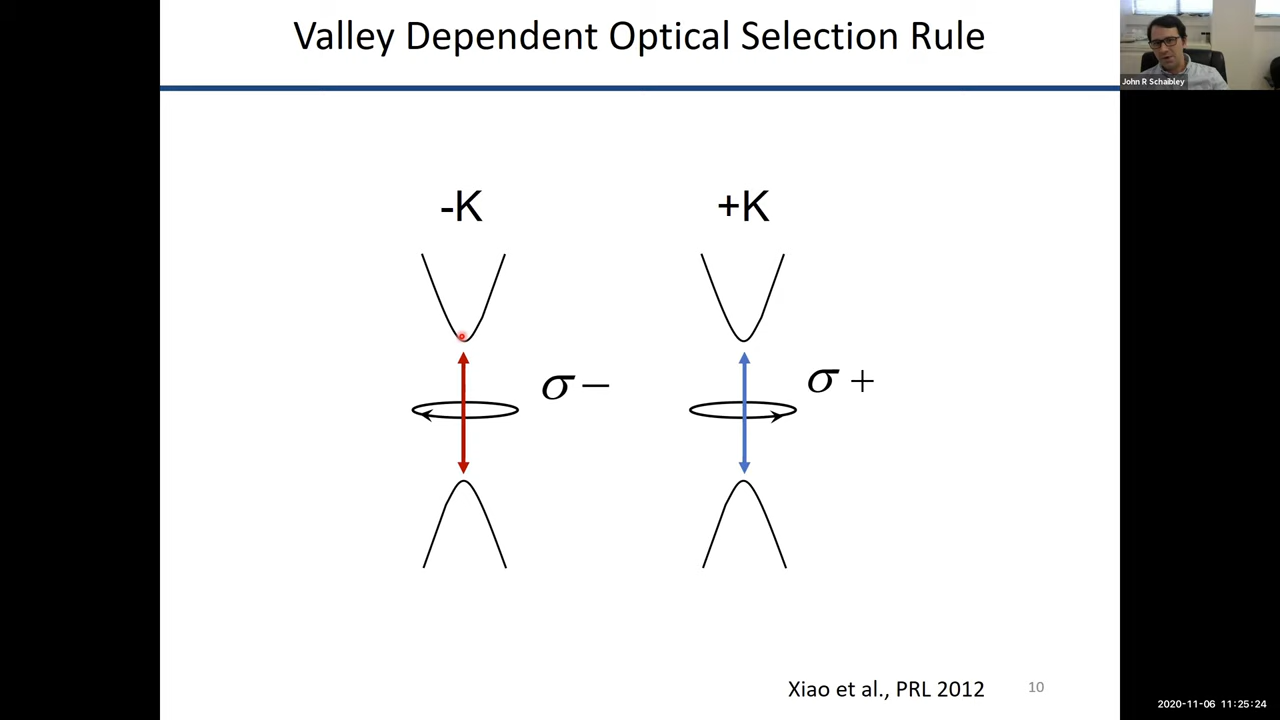 Valley Dependent Optical Selection Rule
John R Schaibley
-K
+K
σ −
σ +
Xiao et al., PRL 2012
10
2020-11-06 11:25:24